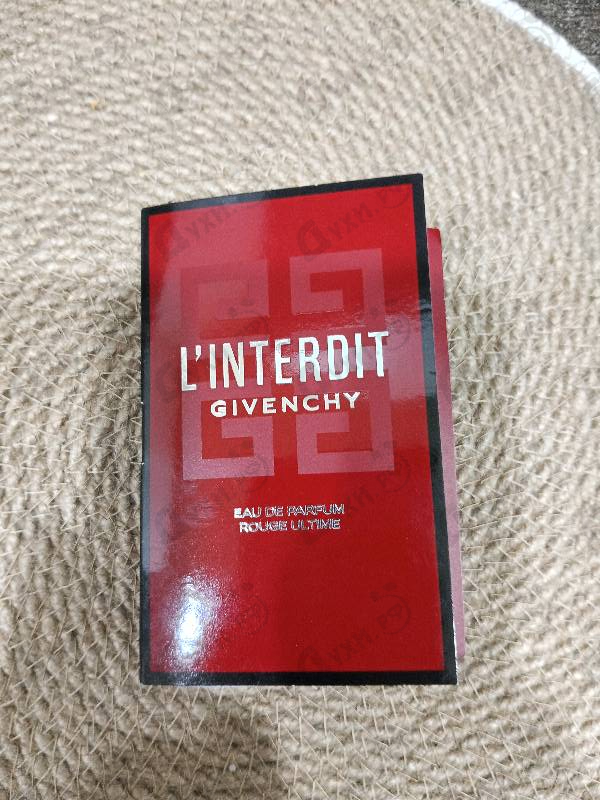 L'INTERDIT
GIVENCHY
EAU DE PARFUM
ROUGE ULTIME